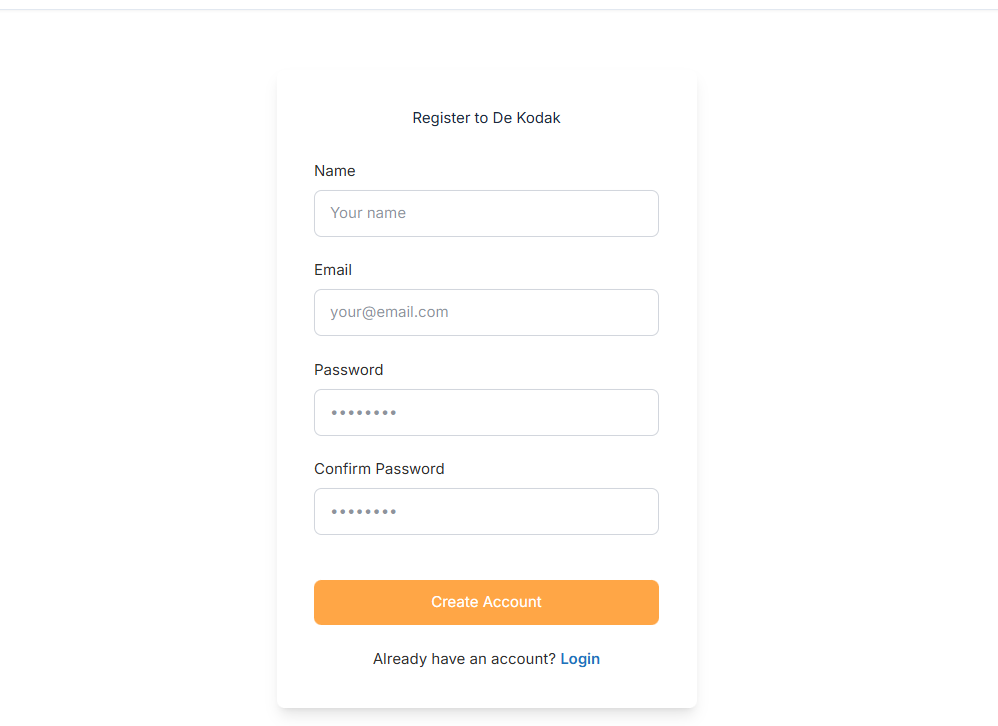 Register to De Kodak
Name
Your name
Email
your@email.com
Password
••••••••
Confirm Password
••••••••
Create Account
Already have an account? Login